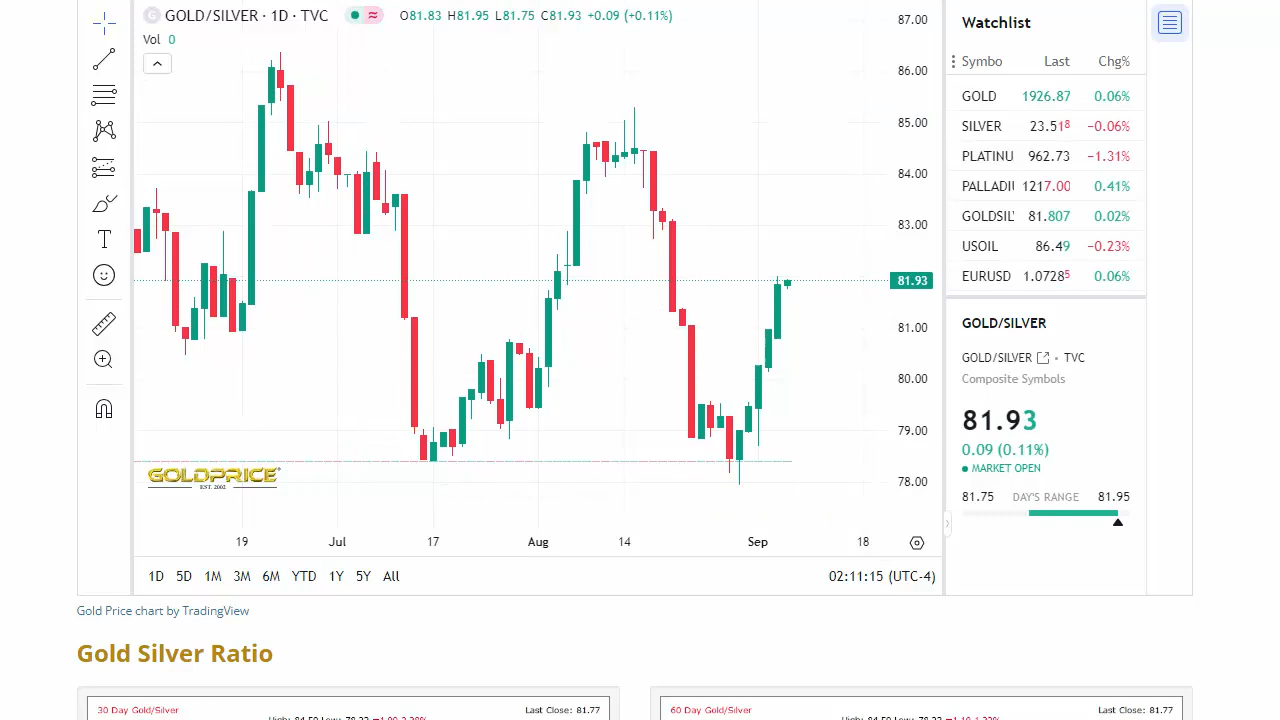 GOLD/SILVER · 1D · TVC O81.83 H81.95 L81.75 C81.93 +0.09 (+0.11%)
Vol 0
87.00
86.00
85.00
84.00
83.00
81.93
81.00
80.00
79.00
78.00
GOLDPRICE
EST. 2002
19 Jul 17 Aug 14 Sep 18
1D 5D 1M 3M 6M YTD 1Y 5Y All 02:11:15 (UTC-4)
Watchlist
Symbo Last Chg%
GOLD 1926.87 0.06%
SILVER 23.518 −0.06%
PLATINU 962.73 −1.31%
PALLADII 1217.00 0.41%
GOLDSIL' 81.807 0.02%
USOIL 86.49 −0.23%
EURUSD 1.07285 0.06%
GOLD/SILVER
GOLD/SILVER • TVC
Composite Symbols
81.93
0.09 (0.11%)
● MARKET OPEN
81.75 DAY'S RANGE 81.95
Gold Price chart by TradingView
Gold Silver Ratio
30 Day Gold/Silver Last Close: 81.77
60 Day Gold/Silver Last Close: 81.77